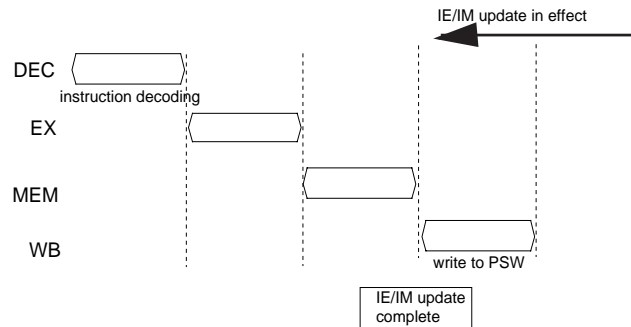 IE/IM update in effect
DEC
instruction decoding
EX
MEM
WB
write to PSW
IE/IM update
complete